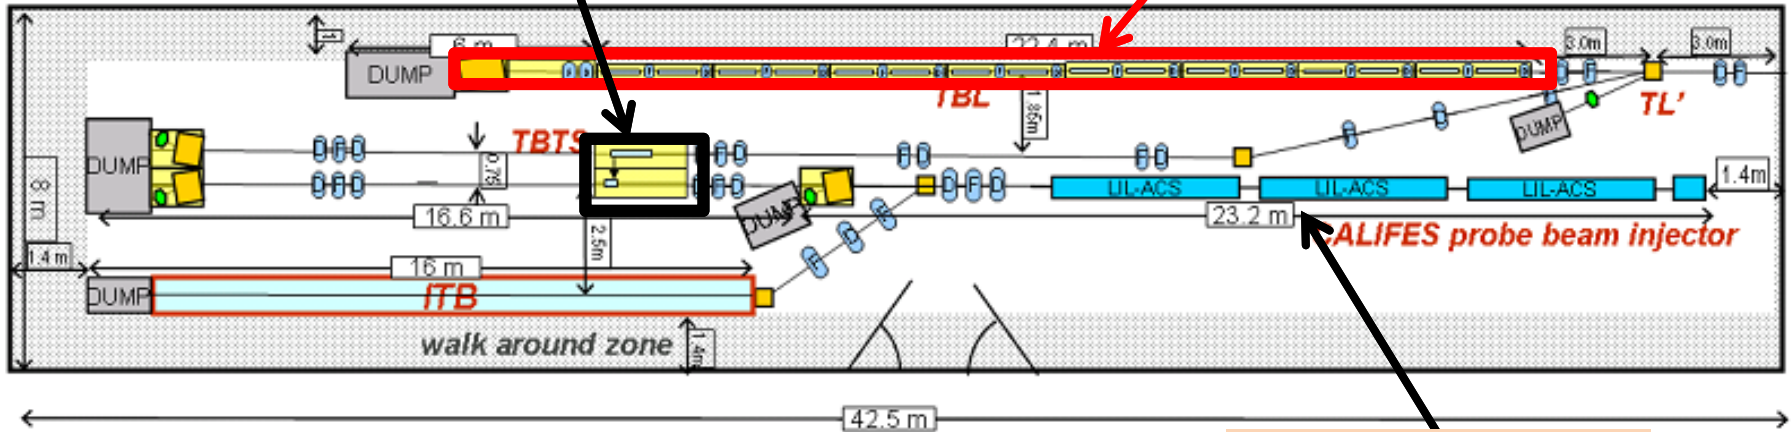 1
6 m
22.4 m
3.0m
3.0m
DUMP
TBL
TL'
1.85m
DUMP
TBTS
DUMP
0.75
8 m
LIL-ACS
LIL-ACS
LIL-ACS
1.4m
16.6 m
DUMP
23.2 m
CALIFES probe beam injector
2.5m
1.4 m
16 m
DUMP
ITB
walk around zone
1.4m
42.5 m